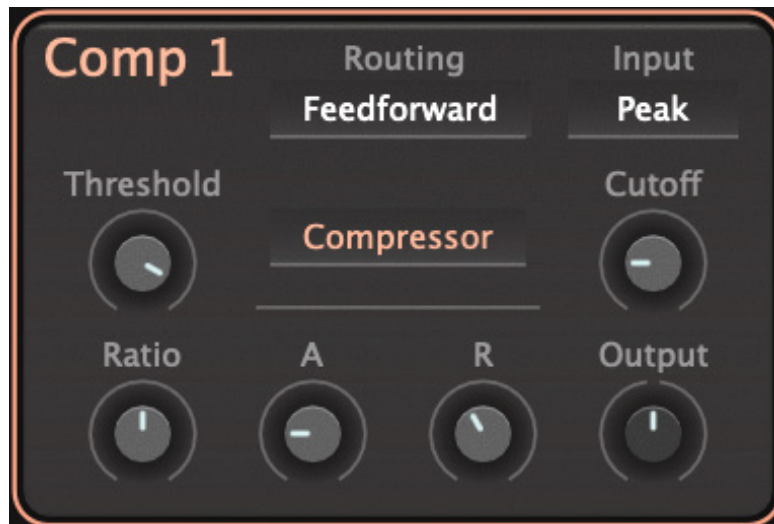 Comp 1
Routing
Input
Feedforward
Peak
Threshold
Cutoff
Compressor
Ratio
A
R
Output